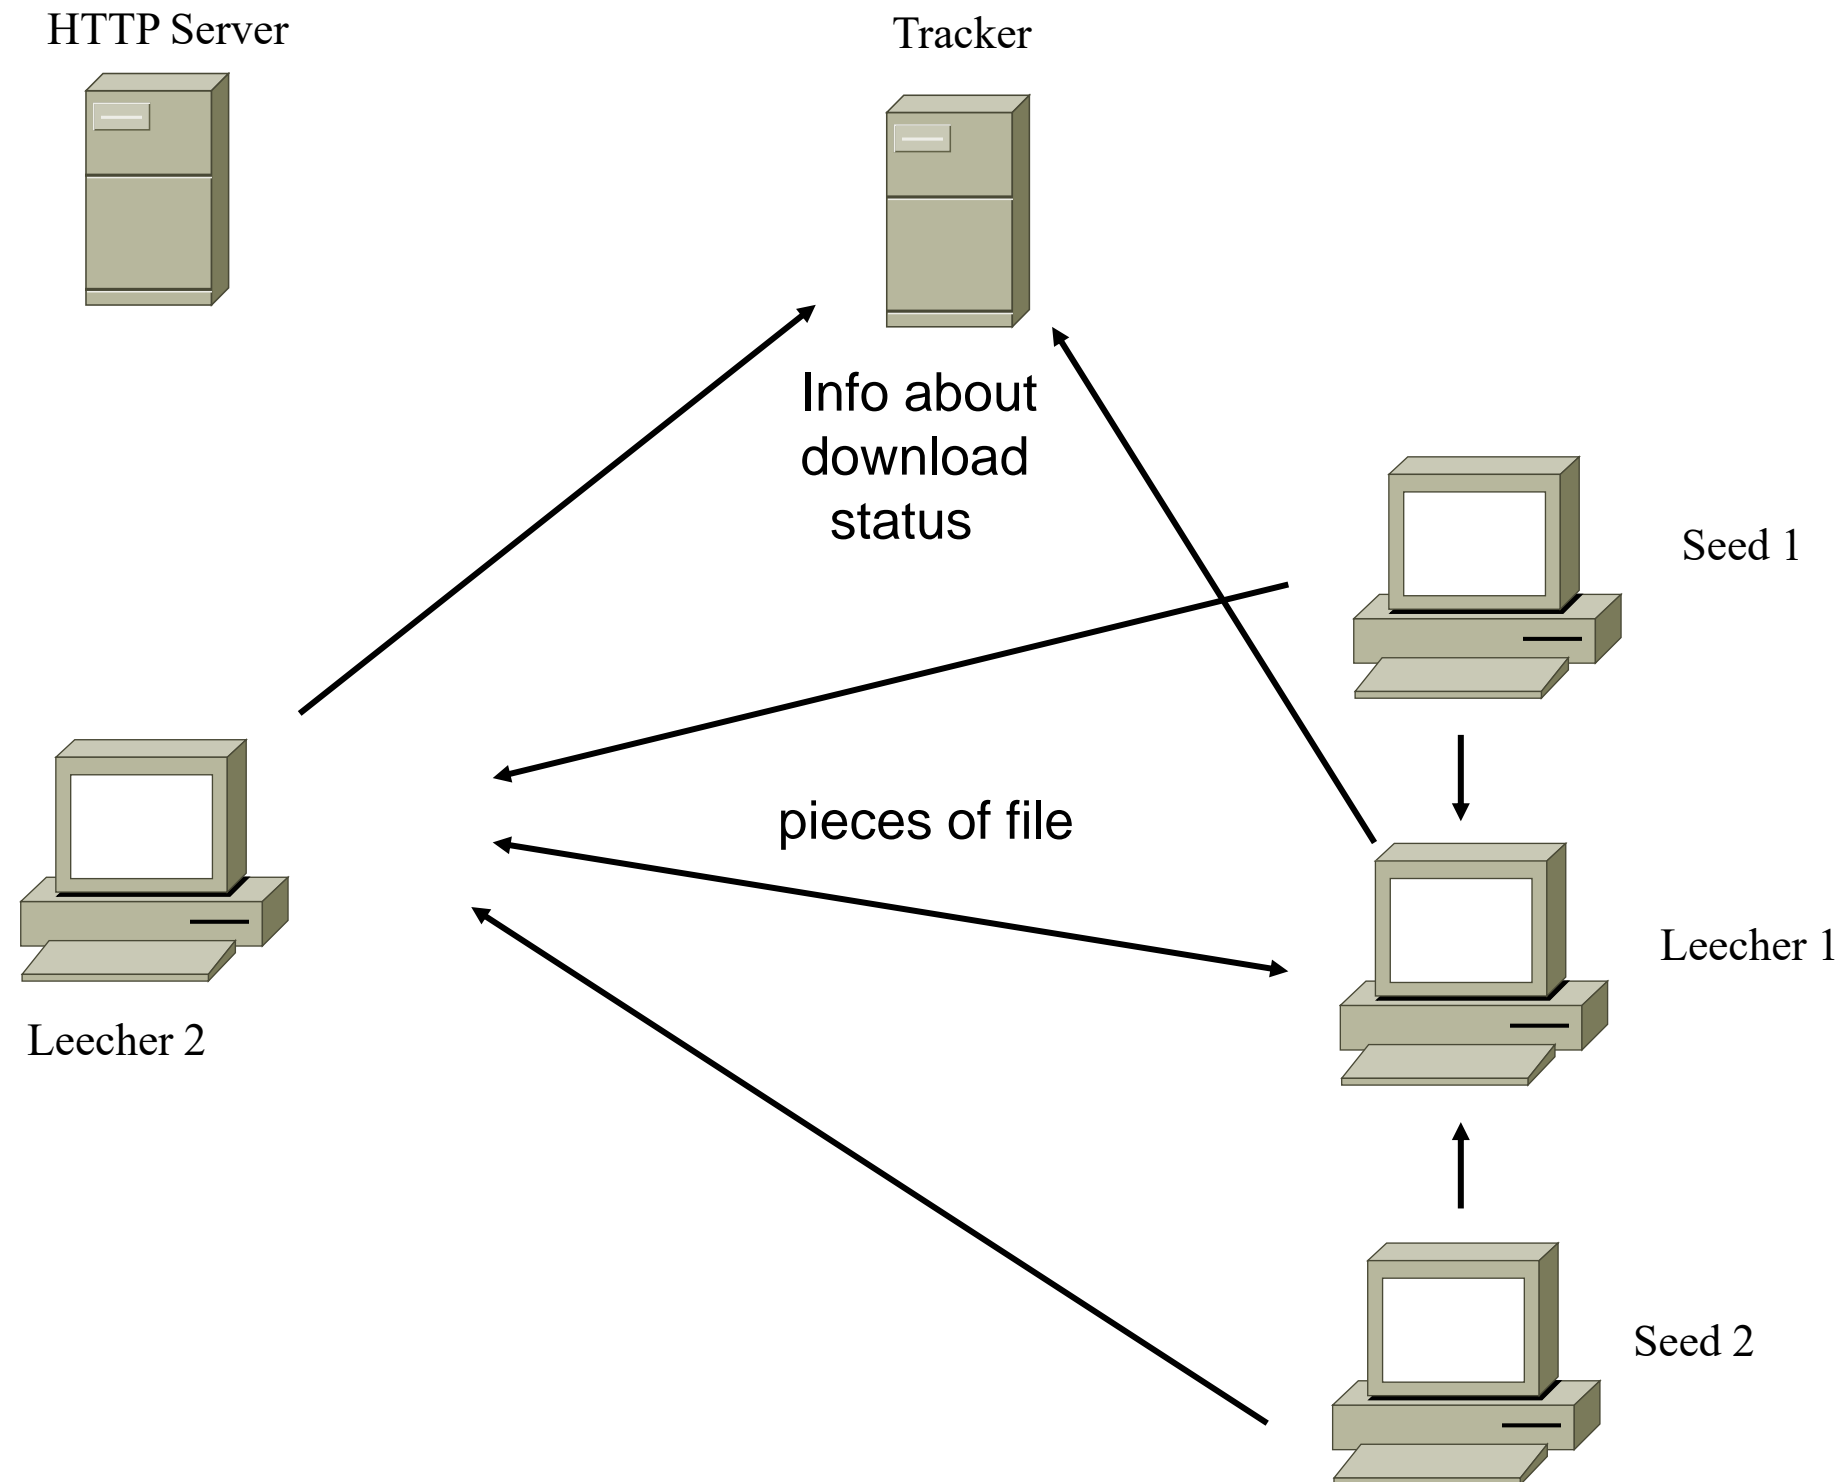 HTTP Server
Tracker
Info about
download
status
Seed 1
pieces of file
Leecher 1
Leecher 2
Seed 2